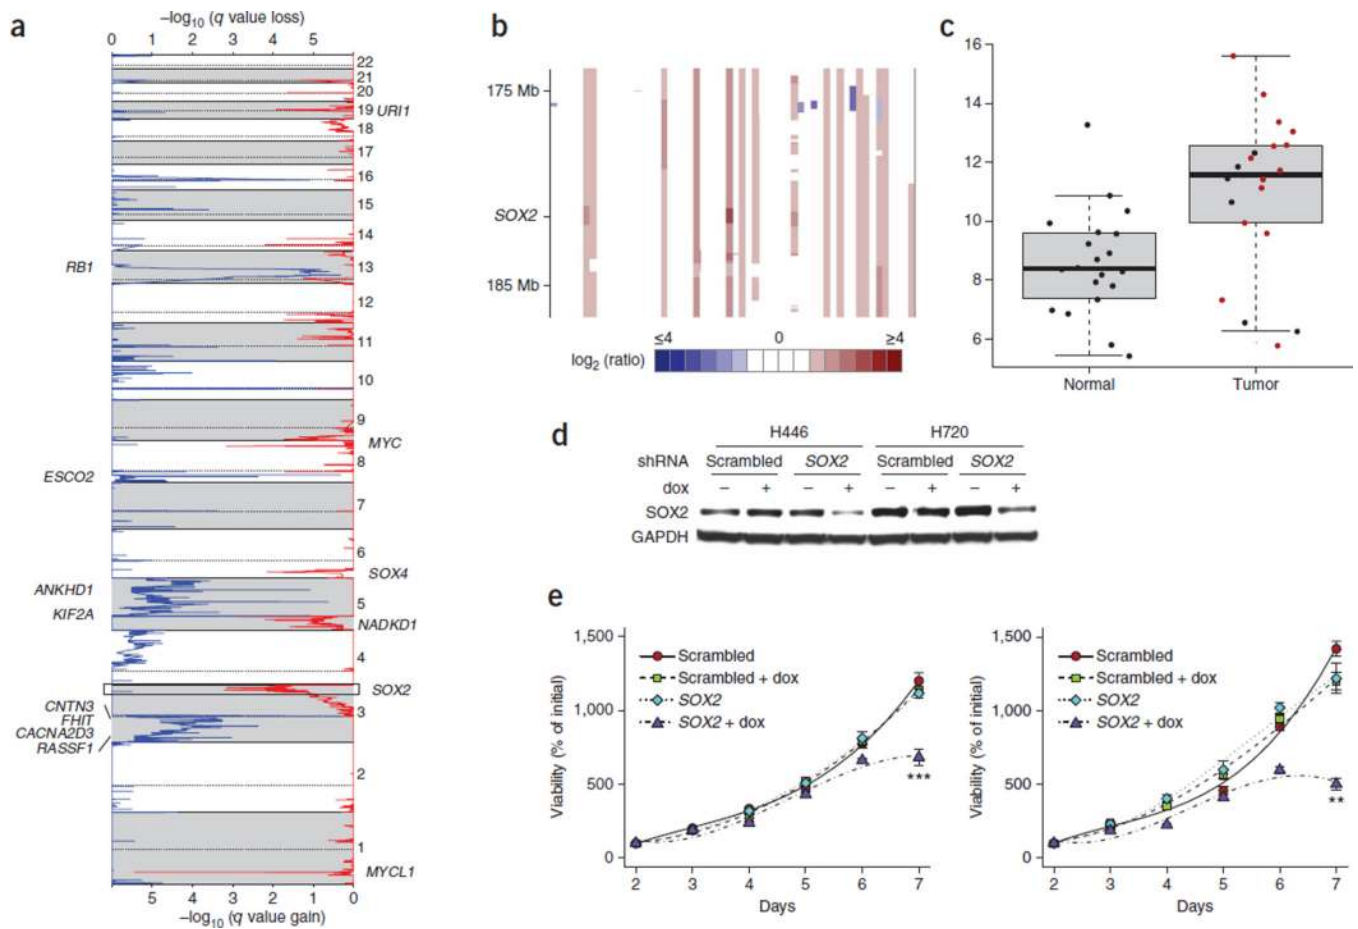 a
−log10 (q value loss)
0 1 2 3 4 5
22
21
20
19 URI1
18
17
16
15
14
RB1 13
12
11
10
9
MYC
8
ESCO2
7
6
SOX4
ANKHD1
5
KIF2A
NADKD1
4
SOX2
CNTN3
3
FHIT
CACNA2D3
RASSF1
2
1
MYCL1
5 4 3 2 1 0
−log10 (q value gain)
b
175 Mb
SOX2
185 Mb
≤4 0 ≥4
log2 (ratio)
c
16
14
12
10
8
6
Normal Tumor
d
H446 H720
shRNA Scrambled SOX2 Scrambled SOX2
dox − + − + − + − +
SOX2
GAPDH
e
1,500
1,000
500
0
Viability (% of initial)
Scrambled
Scrambled + dox
SOX2
SOX2 + dox
***
2 3 4 5 6 7
Days
1,500
1,000
500
0
Viability (% of initial)
Scrambled
Scrambled + dox
SOX2
SOX2 + dox
**
2 3 4 5 6 7
Days